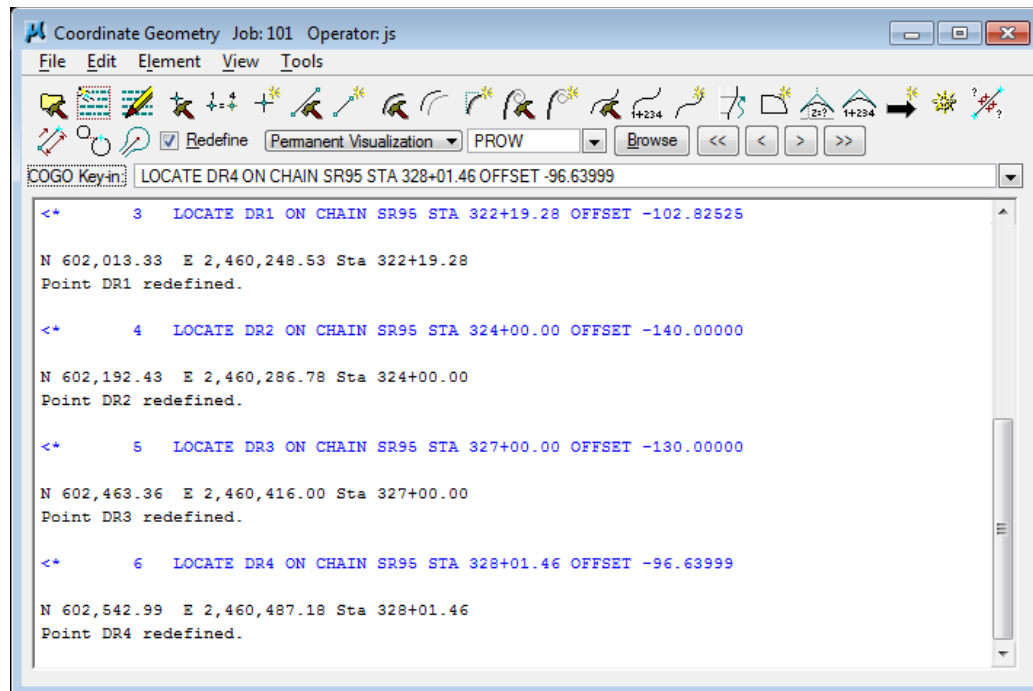 Coordinate Geometry Job: 101 Operator: js
File Edit Element View Tools
Redefine Permanent Visualization PROW Browse << < > >>
COGO Key-in: LOCATE DR4 ON CHAIN SR95 STA 328+01.46 OFFSET -96.63999
<* 3 LOCATE DR1 ON CHAIN SR95 STA 322+19.28 OFFSET -102.82525
N 602,013.33 E 2,460,248.53 Sta 322+19.28
Point DR1 redefined.
<* 4 LOCATE DR2 ON CHAIN SR95 STA 324+00.00 OFFSET -140.00000
N 602,192.43 E 2,460,286.78 Sta 324+00.00
Point DR2 redefined.
<* 5 LOCATE DR3 ON CHAIN SR95 STA 327+00.00 OFFSET -130.00000
N 602,463.36 E 2,460,416.00 Sta 327+00.00
Point DR3 redefined.
<* 6 LOCATE DR4 ON CHAIN SR95 STA 328+01.46 OFFSET -96.63999
N 602,542.99 E 2,460,487.18 Sta 328+01.46
Point DR4 redefined.